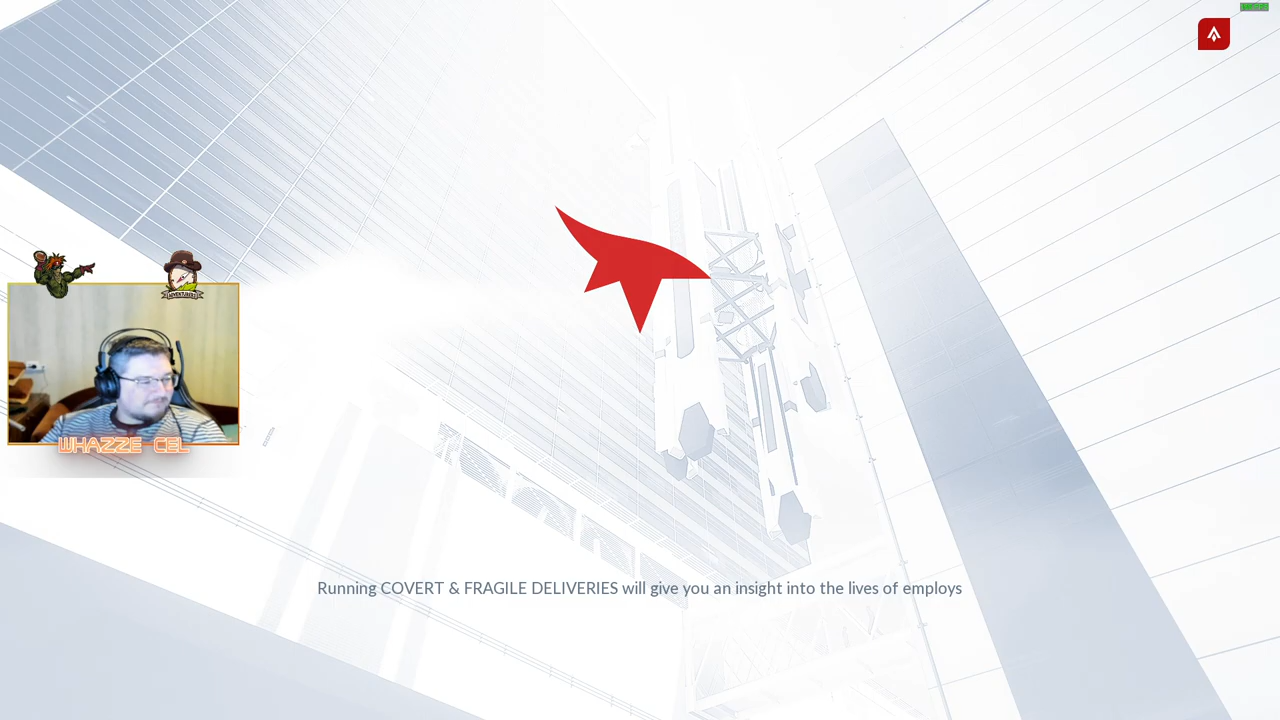 WHAZZE CEL
Running COVERT & FRAGILE DELIVERIES will give you an insight into the lives of employs